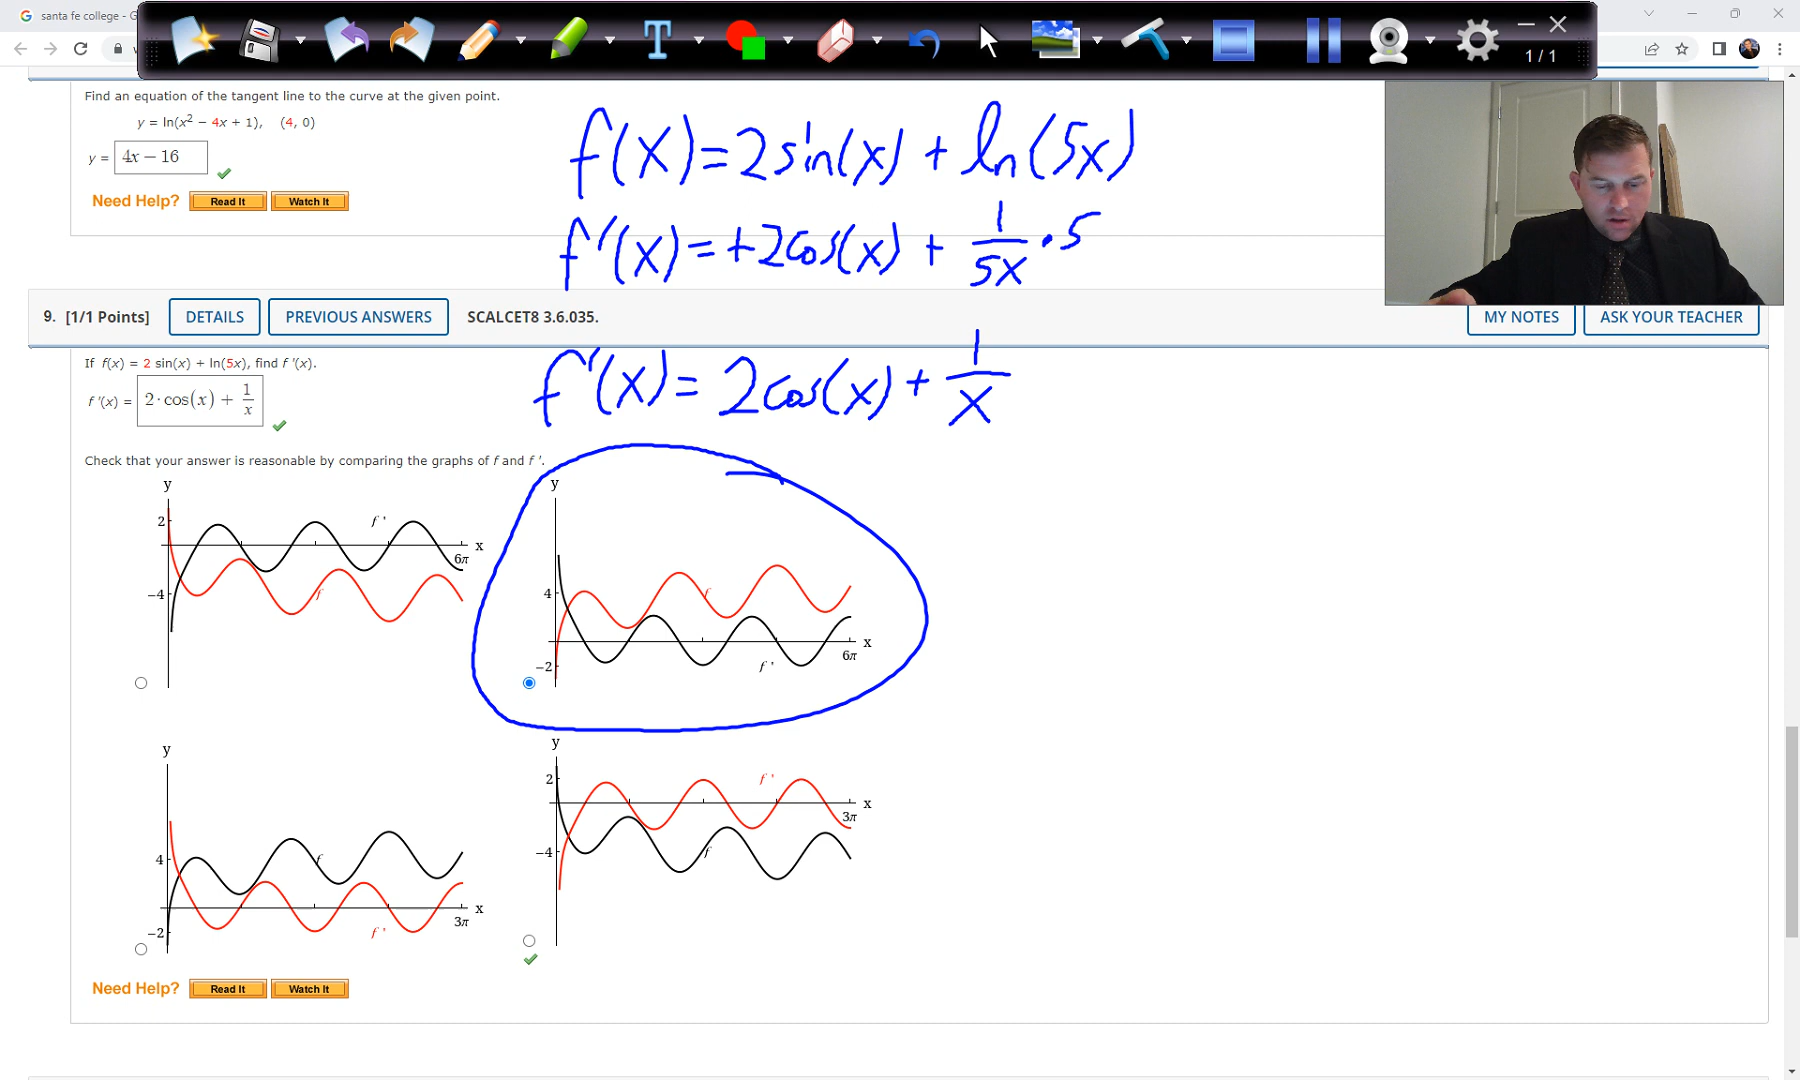 santa fe college - G
1 / 1
Find an equation of the tangent line to the curve at the given point.
y = ln(x² − 4x + 1), (4, 0)
y = 4x − 16
Need Help? Read It Watch It
f(x) = 2 sin(x) + ln(5x)
f'(x) = +2cos(x) + 1/5x · 5
9. [1/1 Points] DETAILS PREVIOUS ANSWERS SCALCET8 3.6.035. MY NOTES ASK YOUR TEACHER
If f(x) = 2 sin(x) + ln(5x), find f '(x).
f '(x) = 2·cos(x) + 1/x
f'(x) = 2cos(x) + 1/x
Check that your answer is reasonable by comparing the graphs of f and f '.
y
2
f '
x
6π
−4
f
y
4
f
x
6π
−2
f '
y
4
f
x
3π
−2
f '
y
2
f '
x
3π
−4
f
Need Help? Read It Watch It